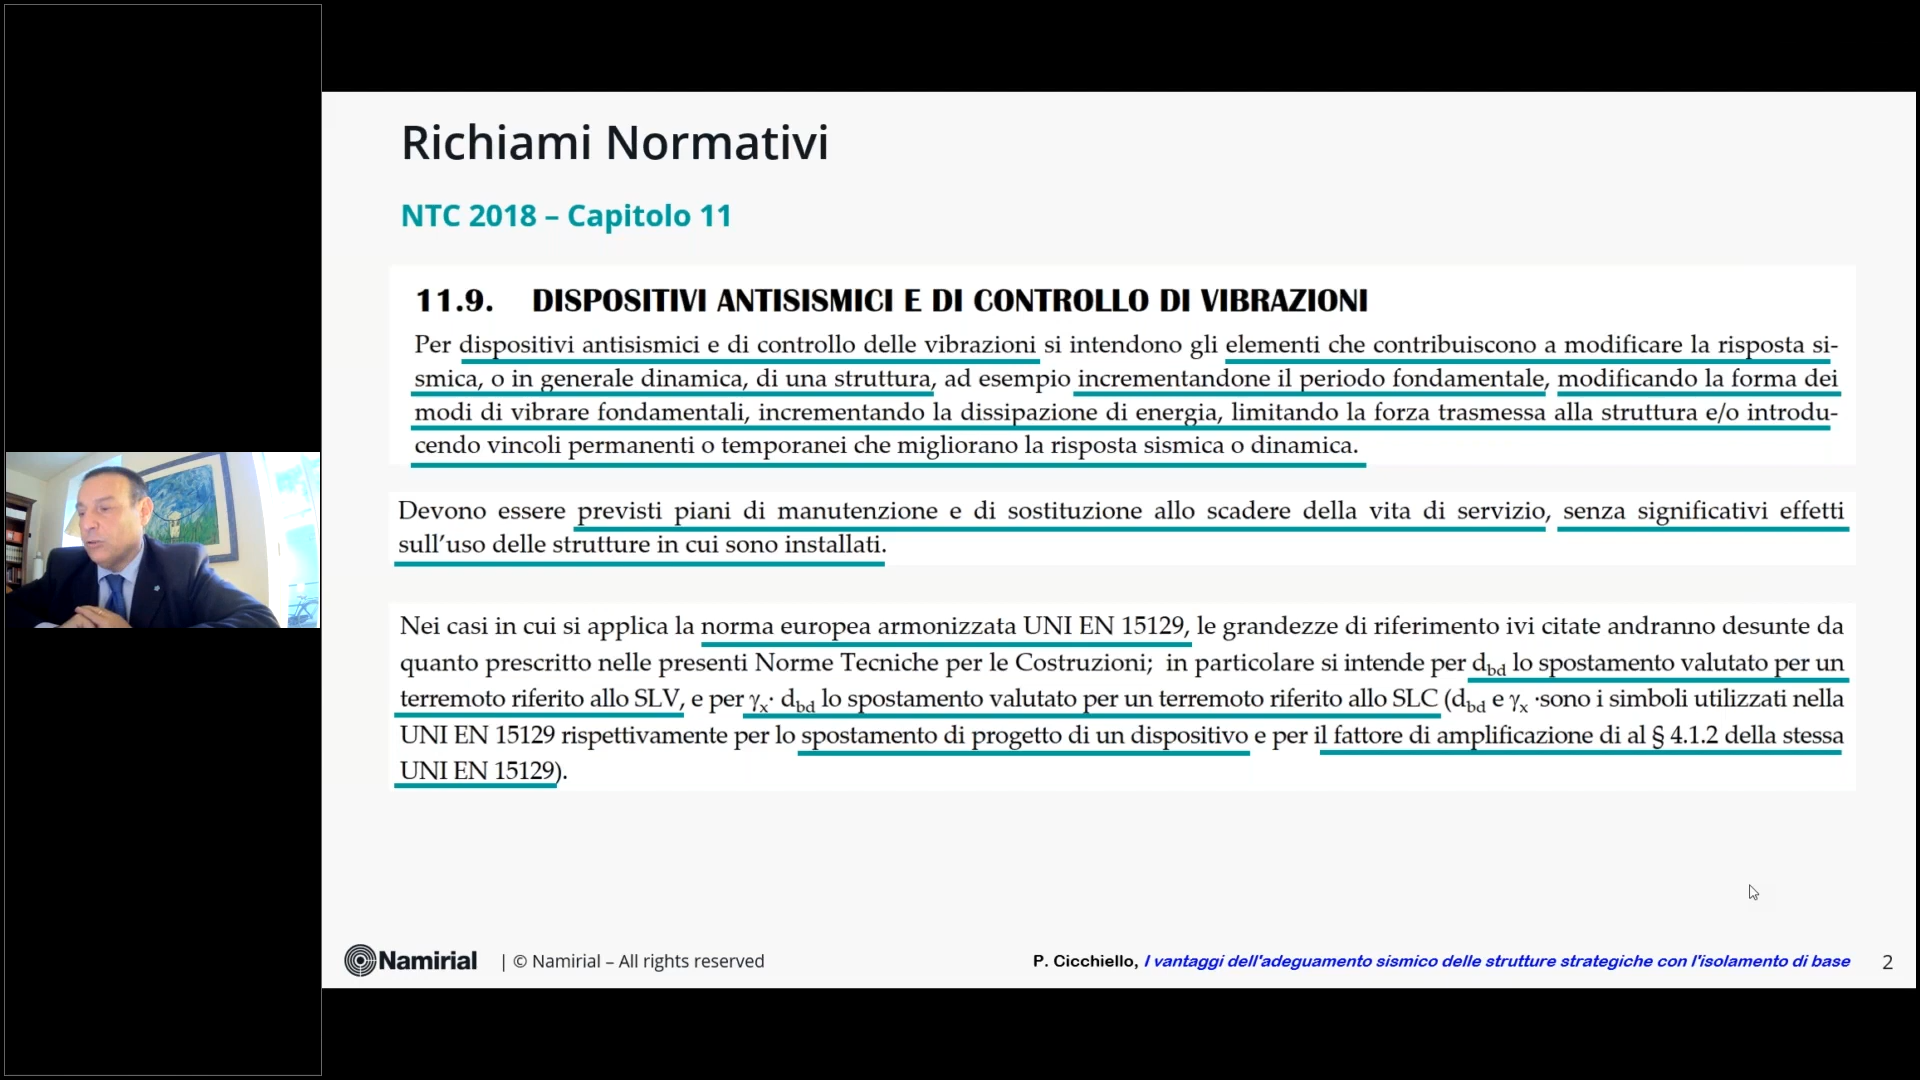 Richiami Normativi
NTC 2018 – Capitolo 11
11.9. DISPOSITIVI ANTISISMICI E DI CONTROLLO DI VIBRAZIONI
Per dispositivi antisismici e di controllo delle vibrazioni si intendono gli elementi che contribuiscono a modificare la risposta si-
smica, o in generale dinamica, di una struttura, ad esempio incrementandone il periodo fondamentale, modificando la forma dei
modi di vibrare fondamentali, incrementando la dissipazione di energia, limitando la forza trasmessa alla struttura e/o introdu-
cendo vincoli permanenti o temporanei che migliorano la risposta sismica o dinamica.
Devono essere previsti piani di manutenzione e di sostituzione allo scadere della vita di servizio, senza significativi effetti
sull’uso delle strutture in cui sono installati.
Nei casi in cui si applica la norma europea armonizzata UNI EN 15129, le grandezze di riferimento ivi citate andranno desunte da
quanto prescritto nelle presenti Norme Tecniche per le Costruzioni; in particolare si intende per dbd lo spostamento valutato per un
terremoto riferito allo SLV, e per γx· dbd lo spostamento valutato per un terremoto riferito allo SLC (dbd e γx ·sono i simboli utilizzati nella
UNI EN 15129 rispettivamente per lo spostamento di progetto di un dispositivo e per il fattore di amplificazione di al § 4.1.2 della stessa
UNI EN 15129).
Namirial | © Namirial – All rights reserved
P. Cicchiello, I vantaggi dell'adeguamento sismico delle strutture strategiche con l'isolamento di base 2